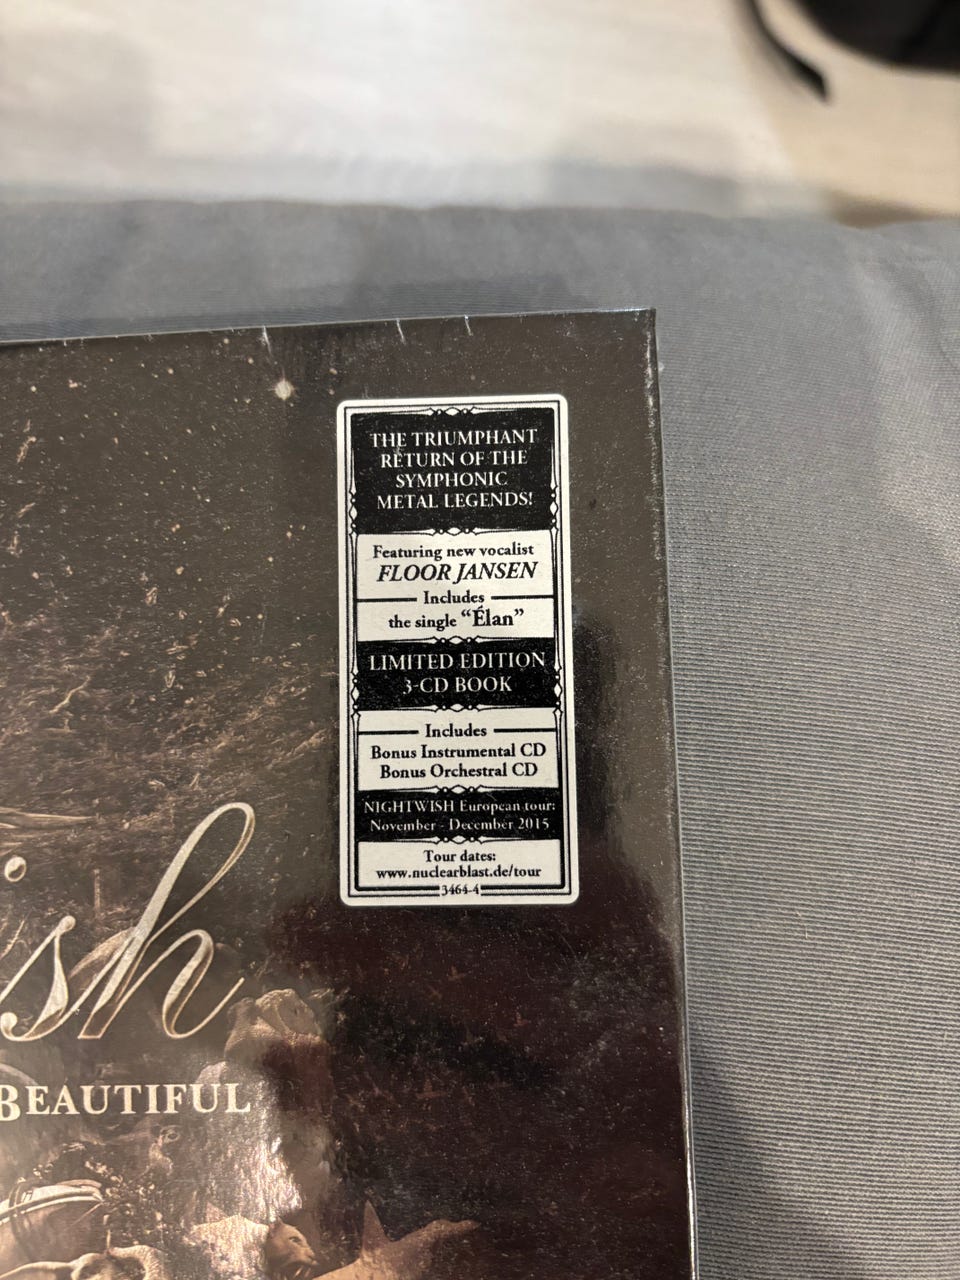 THE TRIUMPHANT
RETURN OF THE
SYMPHONIC
METAL LEGENDS!
Featuring new vocalist
FLOOR JANSEN
Includes
the single “Élan”
LIMITED EDITION
3-CD BOOK
Includes
Bonus Instrumental CD
Bonus Orchestral CD
NIGHTWISH European tour:
November - December 2015
Tour dates:
www.nuclearblast.de/tour
3464-4
ish
BEAUTIFUL